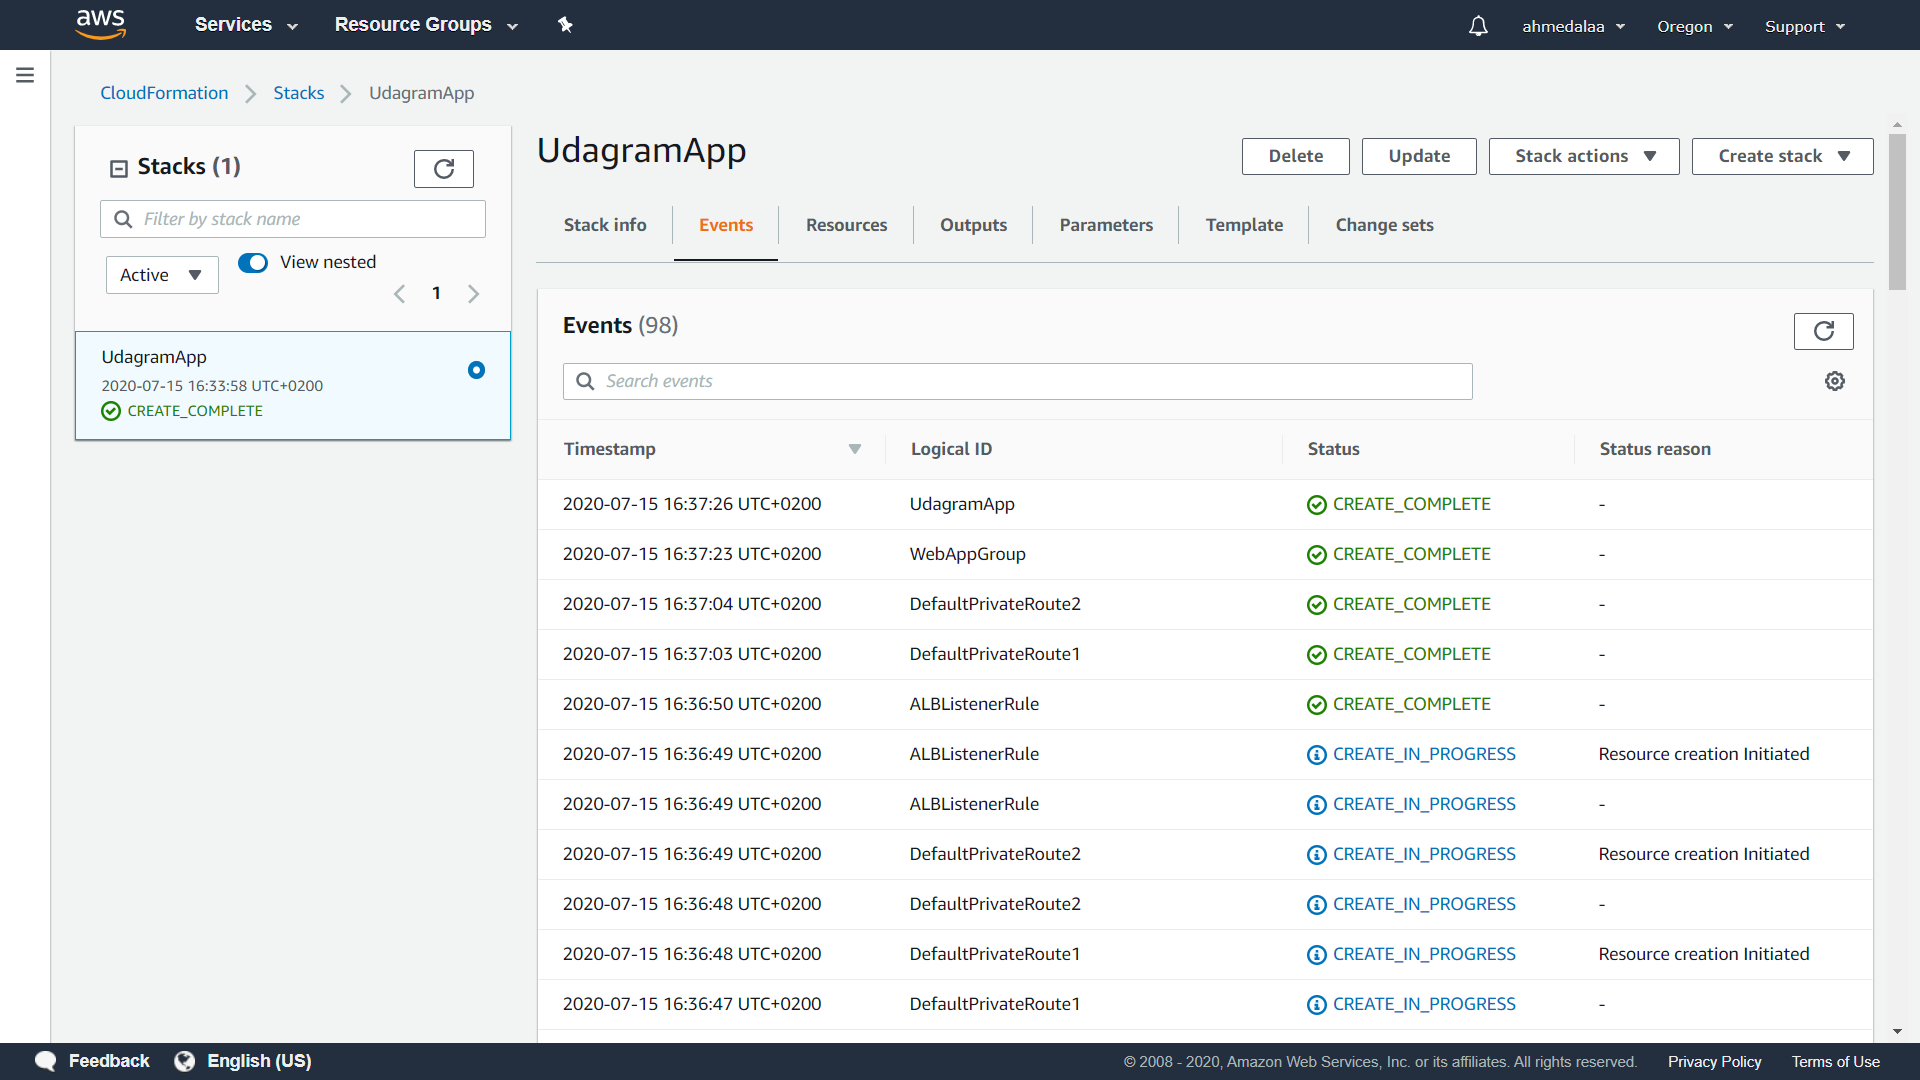 aws Services Resource Groups ahmedalaa Oregon Support
CloudFormation Stacks UdagramApp
Stacks (1)
Filter by stack name
Active View nested
1
UdagramApp
2020-07-15 16:33:58 UTC+0200
CREATE_COMPLETE
UdagramApp Delete Update Stack actions Create stack
Stack info Events Resources Outputs Parameters Template Change sets
Events (98)
Search events
Timestamp Logical ID Status Status reason
2020-07-15 16:37:26 UTC+0200 UdagramApp CREATE_COMPLETE -
2020-07-15 16:37:23 UTC+0200 WebAppGroup CREATE_COMPLETE -
2020-07-15 16:37:04 UTC+0200 DefaultPrivateRoute2 CREATE_COMPLETE -
2020-07-15 16:37:03 UTC+0200 DefaultPrivateRoute1 CREATE_COMPLETE -
2020-07-15 16:36:50 UTC+0200 ALBListenerRule CREATE_COMPLETE -
2020-07-15 16:36:49 UTC+0200 ALBListenerRule CREATE_IN_PROGRESS Resource creation Initiated
2020-07-15 16:36:49 UTC+0200 ALBListenerRule CREATE_IN_PROGRESS -
2020-07-15 16:36:49 UTC+0200 DefaultPrivateRoute2 CREATE_IN_PROGRESS Resource creation Initiated
2020-07-15 16:36:48 UTC+0200 DefaultPrivateRoute2 CREATE_IN_PROGRESS -
2020-07-15 16:36:48 UTC+0200 DefaultPrivateRoute1 CREATE_IN_PROGRESS Resource creation Initiated
2020-07-15 16:36:47 UTC+0200 DefaultPrivateRoute1 CREATE_IN_PROGRESS -
Feedback English (US) © 2008 - 2020, Amazon Web Services, Inc. or its affiliates. All rights reserved. Privacy Policy Terms of Use